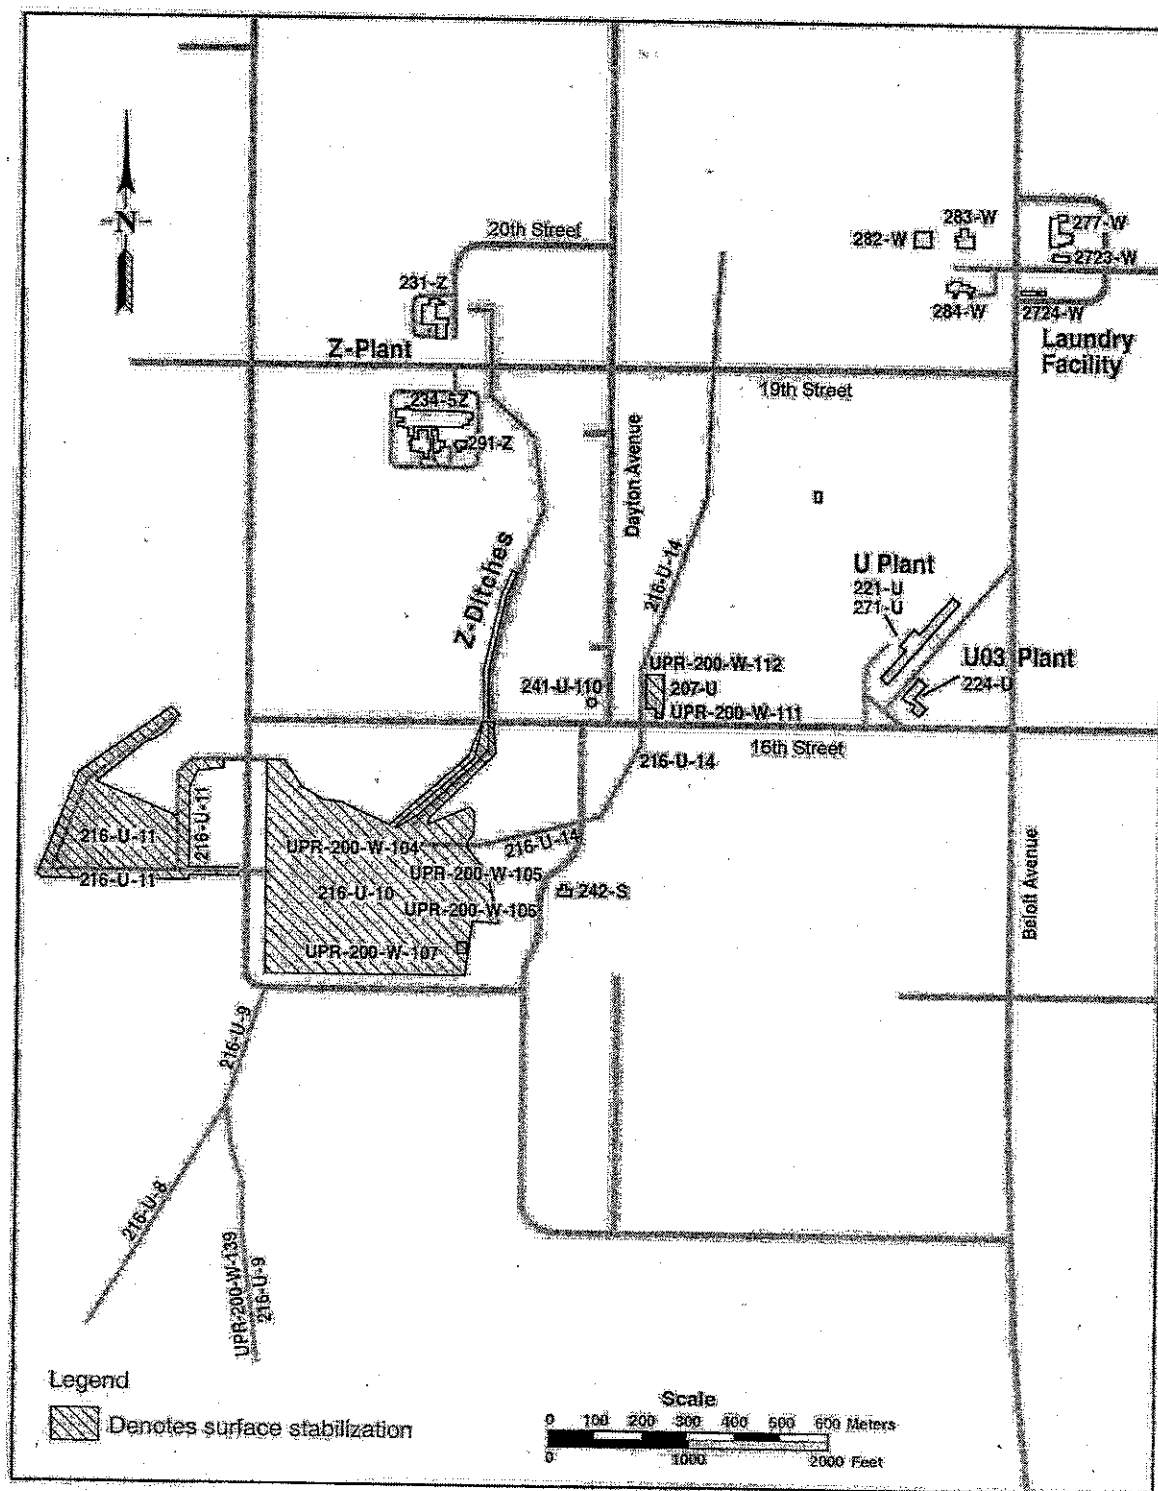 N
20th Street
283-W
282-W
277-W
2723-W
231-Z
284-W
2724-W
Laundry
Facility
Z-Plant
19th Street
234-5Z
291-Z
Dayton Avenue
Z-Ditches
216-U-14
U Plant
221-U
271-U
U03 Plant
224-U
UPR-200-W-112
241-U-110
207-U
UPR-200-W-111
16th Street
216-U-14
216-U-11
216-U-11
216-U-11
UPR-200-W-104
216-U-14
UPR-200-W-105
216-U-10
242-S
UPR-200-W-106
UPR-200-W-107
Beloit Avenue
216-U-9
216-U-8
UPR-200-W-139
216-U-9
Legend
Denotes surface stabilization
Scale
0 100 200 300 400 500 600 Meters
0 1000 2000 Feet